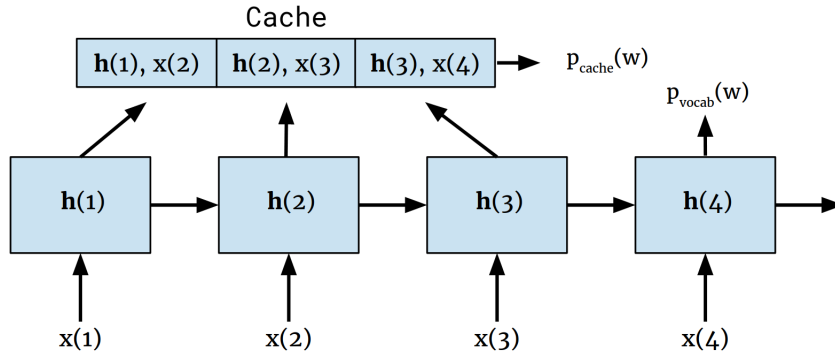 Cache
h(1), x(2) h(2), x(3) h(3), x(4) p_cache(w)
p_vocab(w)
h(1) h(2) h(3) h(4)
x(1) x(2) x(3) x(4)